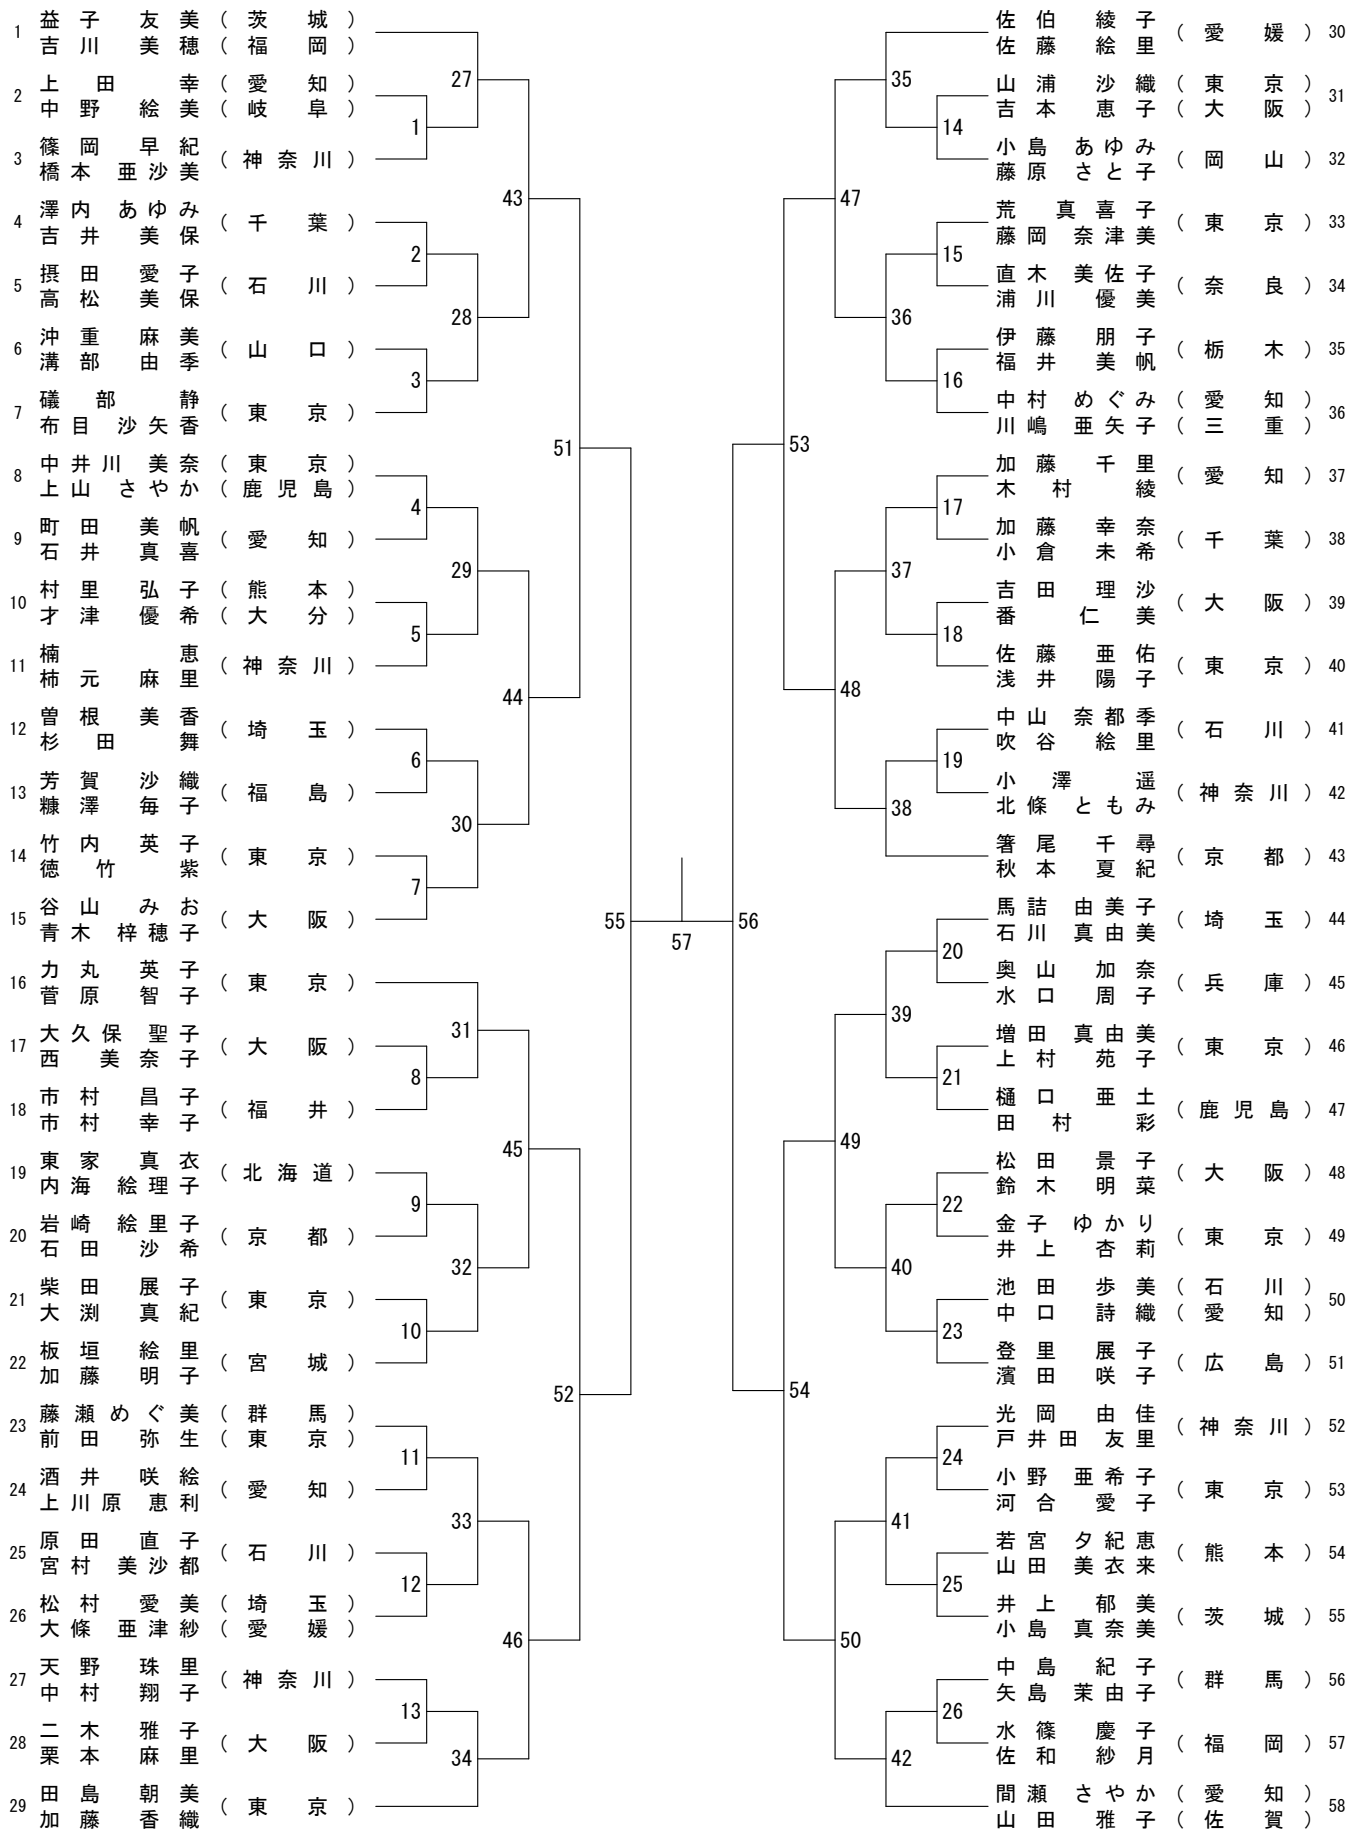 1 益子友美（茨城）
吉川美穂（福岡）
2 上田幸（愛知）
中野絵美（岐阜）
3 篠岡早紀（神奈川）
橋本亜沙美
4 澤内あゆみ（千葉）
吉井美保
5 摂田愛子（石川）
高松美保
6 沖重麻美（山口）
溝部由季
7 礒部静（東京）
布目沙矢香
8 中井川美奈（東京）
上山さやか（鹿児島）
9 町田美帆（愛知）
石井真喜
10 村里弘子（熊本）
才津優希（大分）
11 楠恵（神奈川）
柿元麻里
12 曽根美香（埼玉）
杉田舞
13 芳賀沙織（福島）
糠澤毎子
14 竹内英子（東京）
徳竹紫
15 谷山みお（大阪）
青木梓穂子
16 力丸英子（東京）
菅原智子
17 大久保聖子（大阪）
西美奈子
18 市村昌子（福井）
市村幸子
19 東家真衣（北海道）
内海絵理子
20 岩崎絵里子（京都）
石田沙希
21 柴田展子（東京）
大渕真紀
22 板垣絵里（宮城）
加藤明子
23 藤瀬めぐ美（群馬）
前田弥生（東京）
24 酒井咲絵（愛知）
上川原恵利
25 原田直子（石川）
宮村美沙都
26 松村愛美（埼玉）
大條亜津紗（愛媛）
27 天野珠里（神奈川）
中村翔子
28 二木雅子（大阪）
栗本麻里
29 田島朝美（東京）
加藤香織
1
2
3
4
5
6
7
8
9
10
11
12
13
27
28
29
30
31
32
33
34
43
44
45
46
51
52
55
57
56
53
54
47
48
49
50
35
36
37
38
39
40
41
42
14
15
16
17
18
19
20
21
22
23
24
25
26
佐伯綾子（愛媛）30
佐藤絵里
山浦沙織（東京）31
吉本恵子（大阪）
小島あゆみ（岡山）32
藤原さと子
荒真喜子（東京）33
藤岡奈津美
直木美佐子（奈良）34
浦川優美
伊藤朋子（栃木）35
福井美帆
中村めぐみ（愛知）36
川嶋亜矢子（三重）
加藤千里（愛知）37
木村綾
加藤幸奈（千葉）38
小倉未希
吉田理沙（大阪）39
番仁美
佐藤亜佑（東京）40
浅井陽子
中山奈都季（石川）41
吹谷絵里
小澤遥（神奈川）42
北條ともみ
箸尾千尋（京都）43
秋本夏紀
馬詰由美子（埼玉）44
石川真由美
奥山加奈（兵庫）45
水口周子
増田真由美（東京）46
上村苑子
樋口亜土（鹿児島）47
田村彩
松田景子（大阪）48
鈴木明菜
金子ゆかり（東京）49
井上杏莉
池田歩美（石川）50
中口詩織（愛知）
登里展子（広島）51
濱田咲子
光岡由佳（神奈川）52
戸井田友里
小野亜希子（東京）53
河合愛子
若宮夕紀恵（熊本）54
山田美衣来
井上郁美（茨城）55
小島真奈美
中島紀子（群馬）56
矢島茉由子
水篠慶子（福岡）57
佐和紗月
間瀬さやか（愛知）58
山田雅子（佐賀）